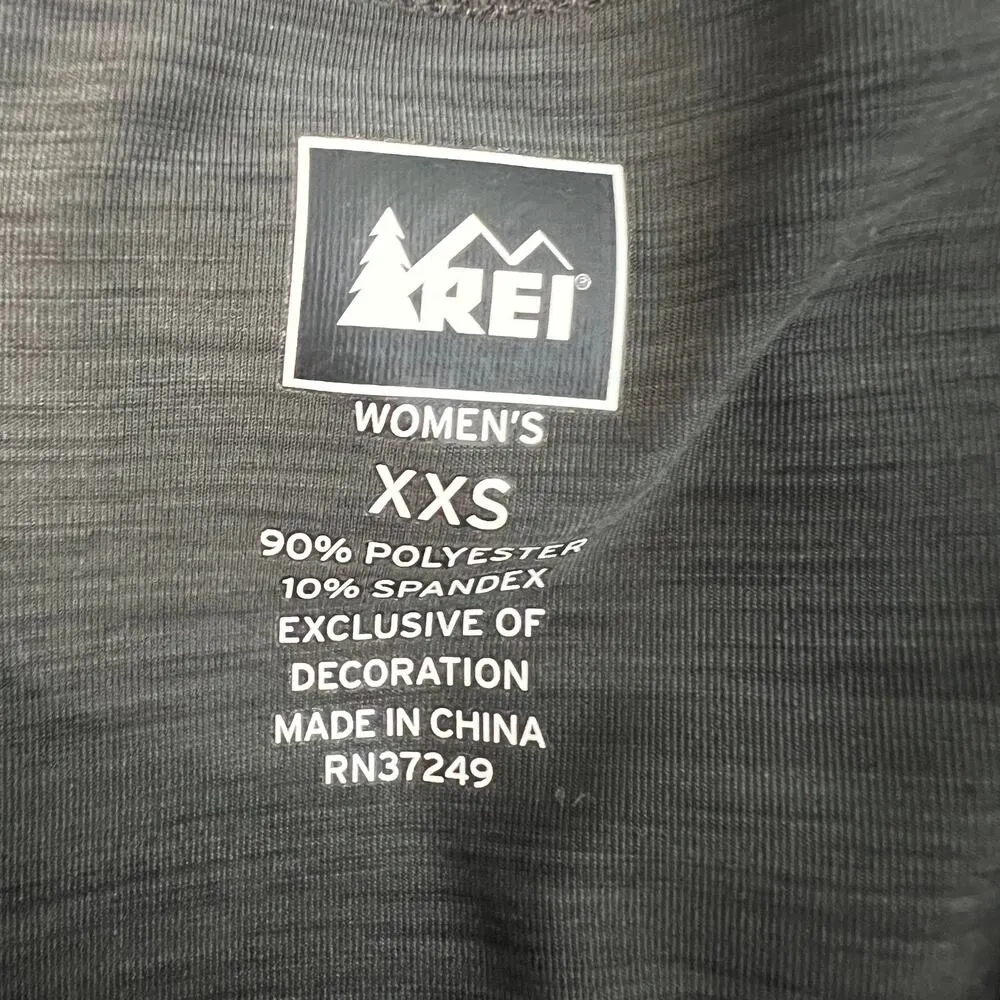 REI®
WOMEN'S
XXS
90% POLYESTER
10% SPANDEX
EXCLUSIVE OF
DECORATION
MADE IN CHINA
RN37249